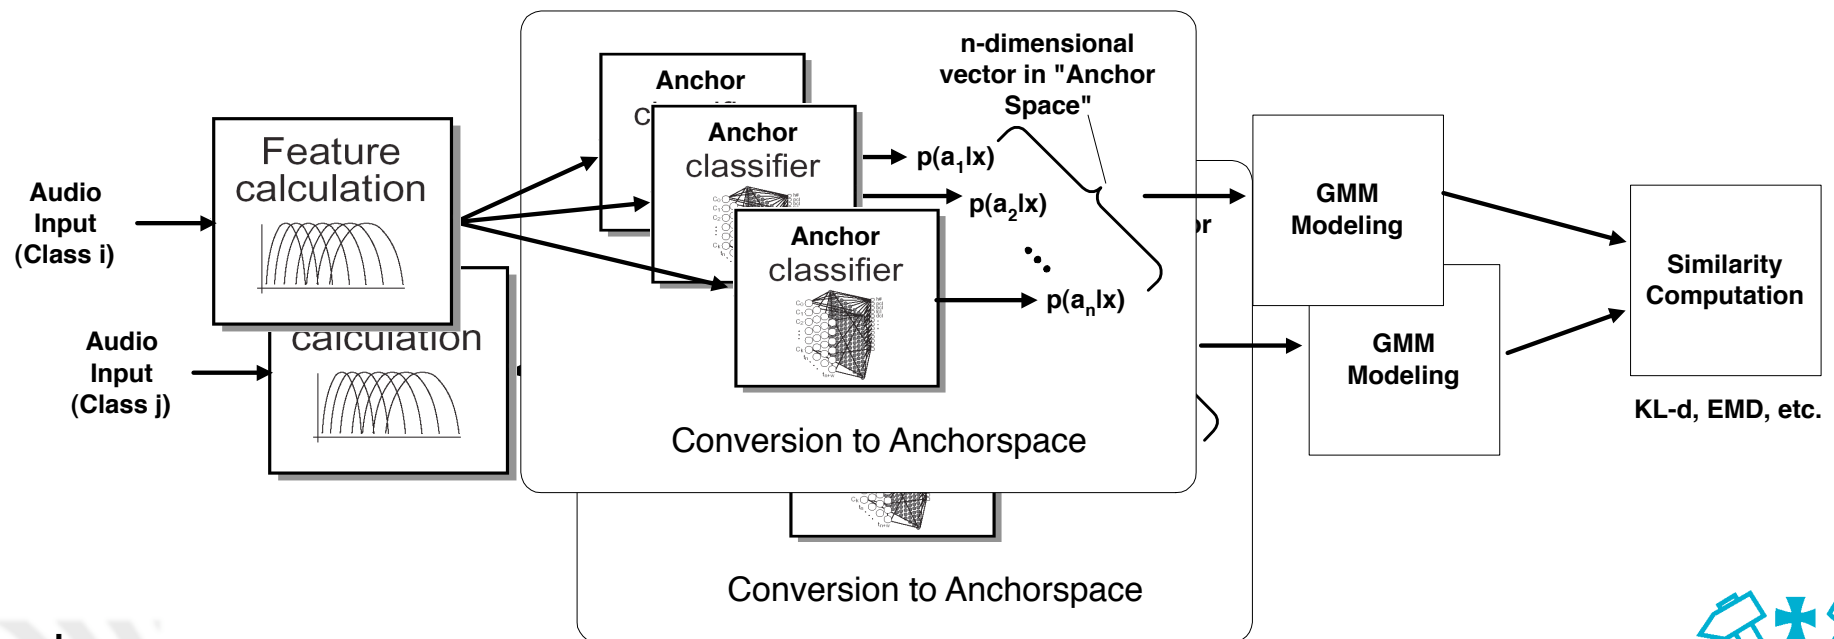 n-dimensional
vector in "Anchor
Space"
Anchor
Anchor
classifier
Anchor
classifier
Feature
calculation
Audio
Input
(Class i)
p(a1|x)
p(a2|x)
p(an|x)
GMM
Modeling
Similarity
Computation
KL-d, EMD, etc.
Audio
Input
(Class j)
calculation
GMM
Modeling
Conversion to Anchorspace
Conversion to Anchorspace